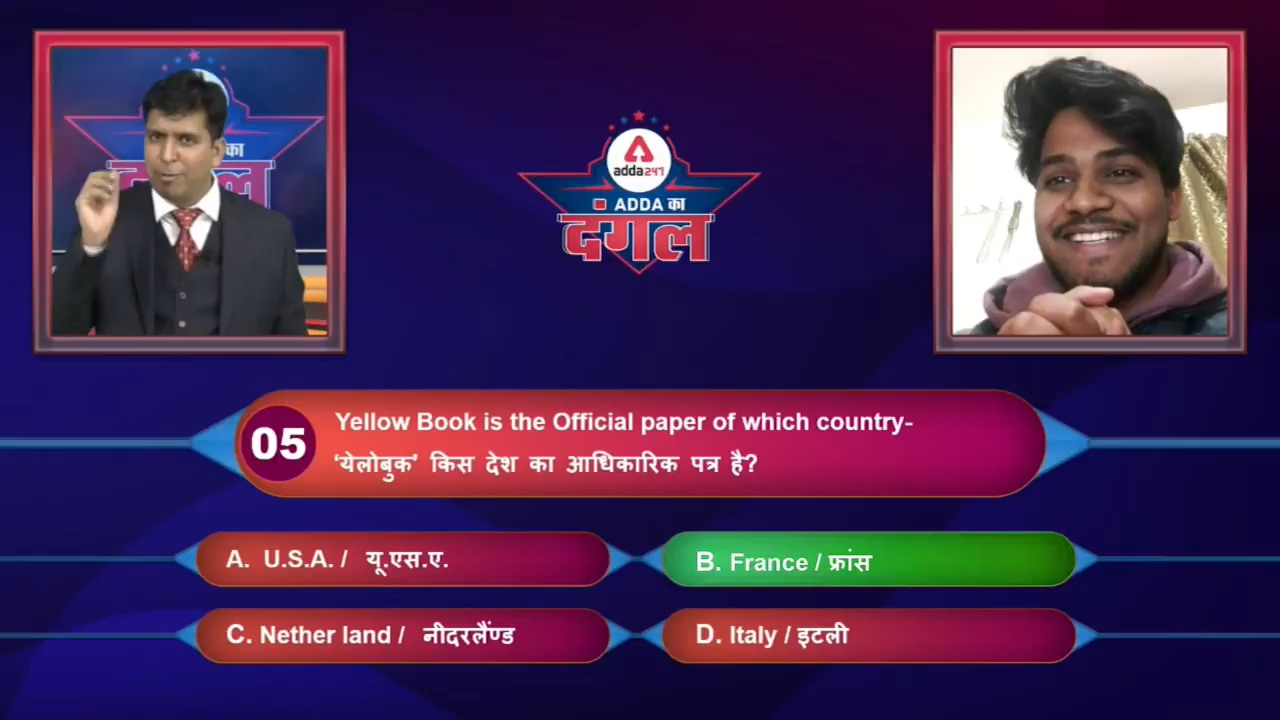 का
adda247
ADDA का
दंगल
05
Yellow Book is the Official paper of which country-
'येलोबुक' किस देश का आधिकारिक पत्र है?
A. U.S.A. / यू.एस.ए.
B. France / फ्रांस
C. Nether land / नीदरलैण्ड
D. Italy / इटली